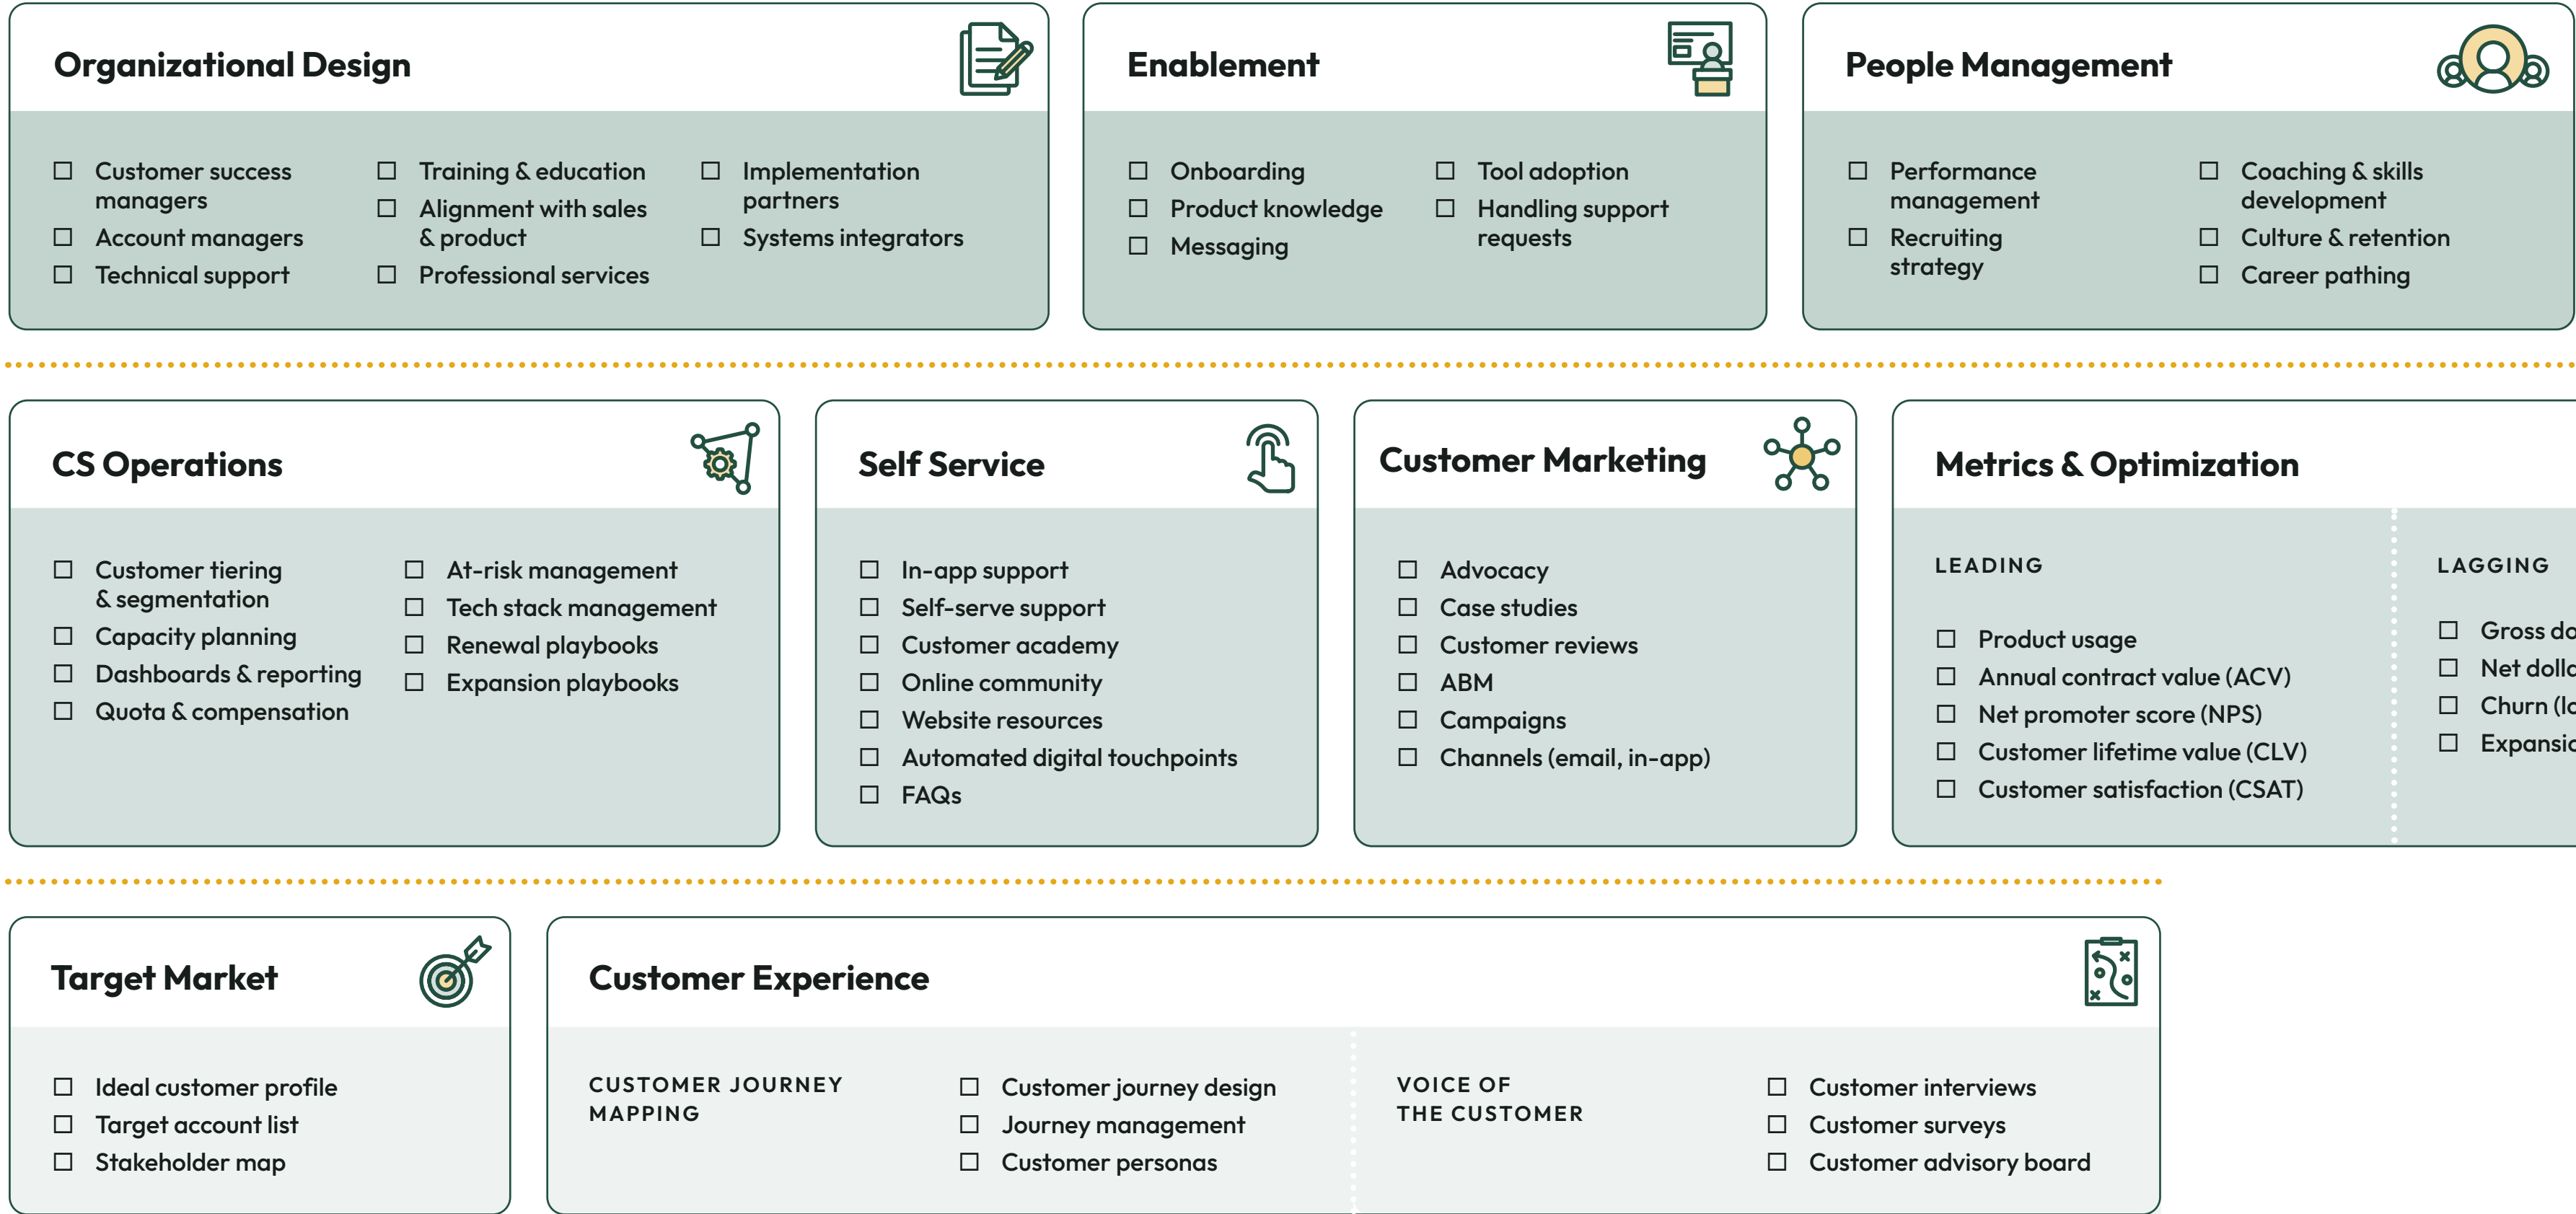 Organizational Design
Customer success
managers
Account managers
Technical support
Training & education
Alignment with sales
& product
Professional services
Implementation
partners
Systems integrators
Enablement
Onboarding
Product knowledge
Messaging
Tool adoption
Handling support
requests
People Management
Performance
management
Recruiting
strategy
Coaching & skills
development
Culture & retention
Career pathing
CS Operations
Customer tiering
& segmentation
Capacity planning
Dashboards & reporting
Quota & compensation
At-risk management
Tech stack management
Renewal playbooks
Expansion playbooks
Self Service
In-app support
Self-serve support
Customer academy
Online community
Website resources
Automated digital touchpoints
FAQs
Customer Marketing
Advocacy
Case studies
Customer reviews
ABM
Campaigns
Channels (email, in-app)
Metrics & Optimization
LEADING
Product usage
Annual contract value (ACV)
Net promoter score (NPS)
Customer lifetime value (CLV)
Customer satisfaction (CSAT)
LAGGING
Gross
Net
Churn
Target Market
Ideal customer profile
Target account list
Stakeholder map
Customer Experience
CUSTOMER JOURNEY
MAPPING
Customer journey design
Journey management
Customer personas
VOICE OF
THE CUSTOMER
Customer interviews
Customer surveys
Customer advisory board